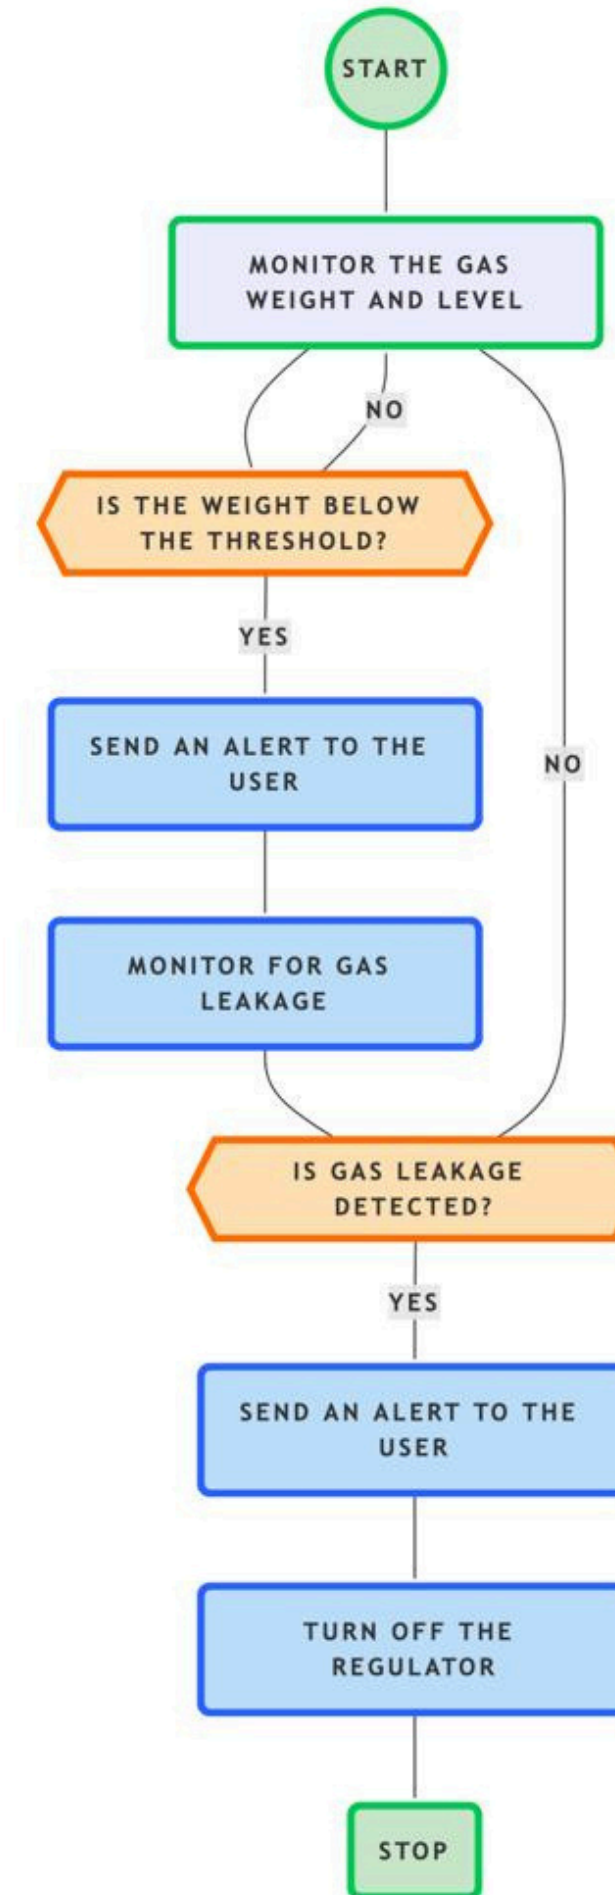 START
MONITOR THE GAS
WEIGHT AND LEVEL
NO
IS THE WEIGHT BELOW
THE THRESHOLD?
YES
SEND AN ALERT TO THE
USER
NO
MONITOR FOR GAS
LEAKAGE
IS GAS LEAKAGE
DETECTED?
YES
SEND AN ALERT TO THE
USER
TURN OFF THE
REGULATOR
STOP